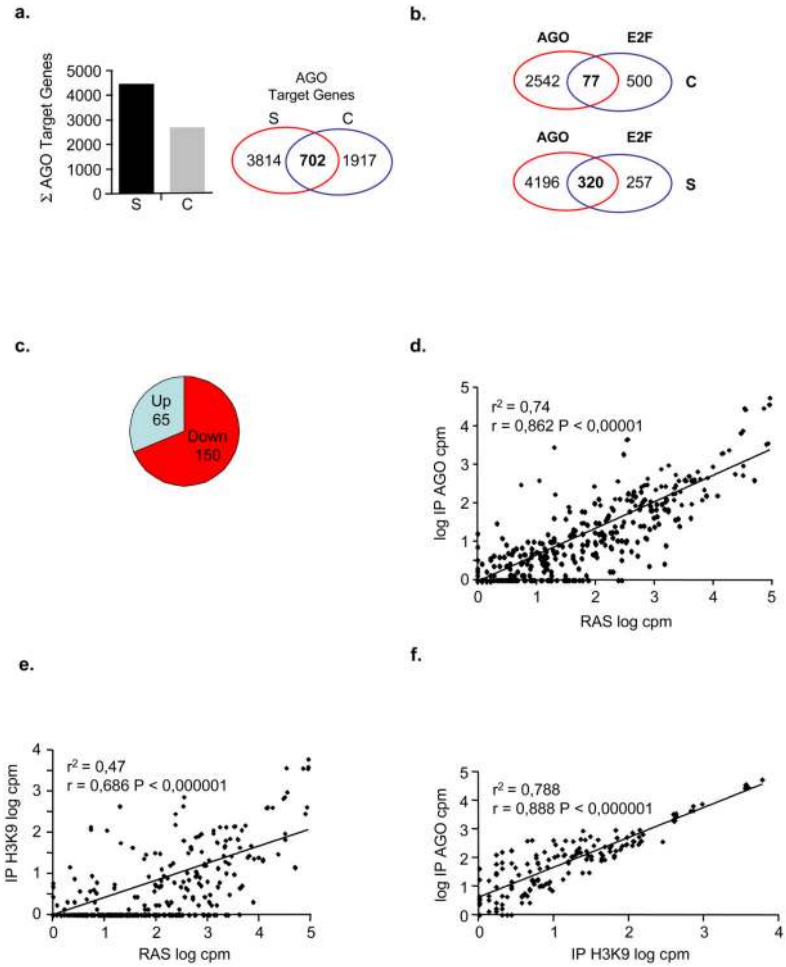 a.
5000
4000
3000
2000
1000
0
Σ AGO Target Genes
S C
AGO
Target Genes
S C
3814 702 1917
b.
AGO E2F
2542 77 500 C
AGO E2F
4196 320 257 S
c.
Up
65
Down
150
d.
5
4
3
2
1
0
log IP AGO cpm
r² = 0,74
r = 0,862 P < 0,00001
0 1 2 3 4 5
RAS log cpm
e.
4
3
2
1
0
IP H3K9 log cpm
r² = 0,47
r = 0,686 P < 0,000001
0 1 2 3 4 5
RAS log cpm
f.
5
4
3
2
1
0
log IP AGO cpm
r² = 0,788
r = 0,888 P < 0,000001
0 1 2 3 4
IP H3K9 log cpm